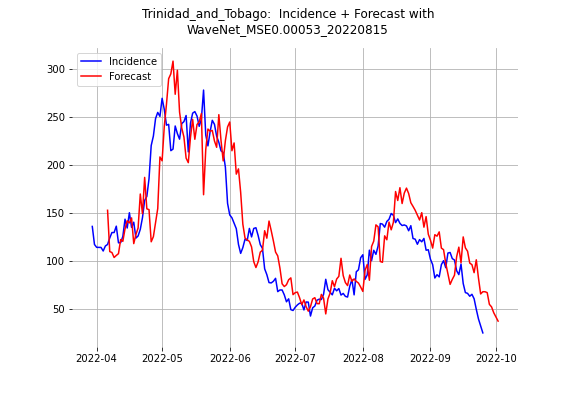 Trinidad_and_Tobago:  Incidence + Forecast with
WaveNet_MSE0.00053_20220815
Incidence
Forecast
300
250
200
150
100
50
2022-04 2022-05 2022-06 2022-07 2022-08 2022-09 2022-10